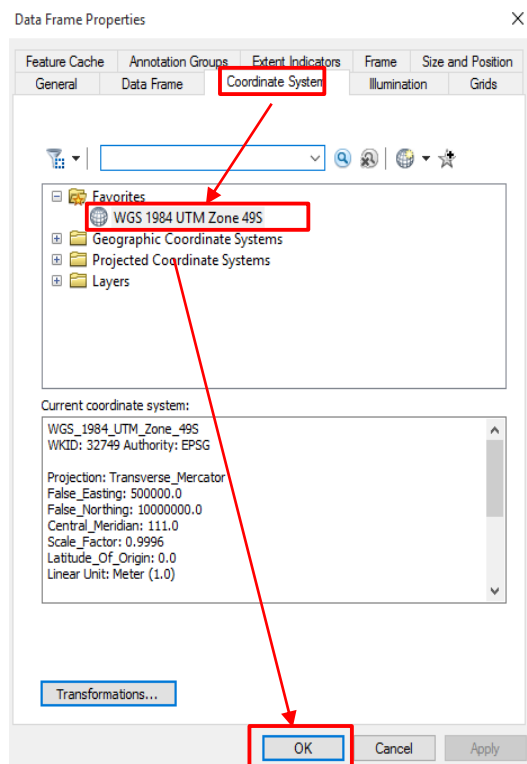 Data Frame Properties
Feature Cache Annotation Groups Extent Indicators Frame Size and Position
General Data Frame Coordinate System Illumination Grids
Favorites
WGS 1984 UTM Zone 49S
Geographic Coordinate Systems
Projected Coordinate Systems
Layers
Current coordinate system:
WGS_1984_UTM_Zone_49S
WKID: 32749 Authority: EPSG
Projection: Transverse_Mercator
False_Easting: 500000.0
False_Northing: 10000000.0
Central_Meridian: 111.0
Scale_Factor: 0.9996
Latitude_Of_Origin: 0.0
Linear Unit: Meter (1.0)
Transformations...
OK Cancel Apply